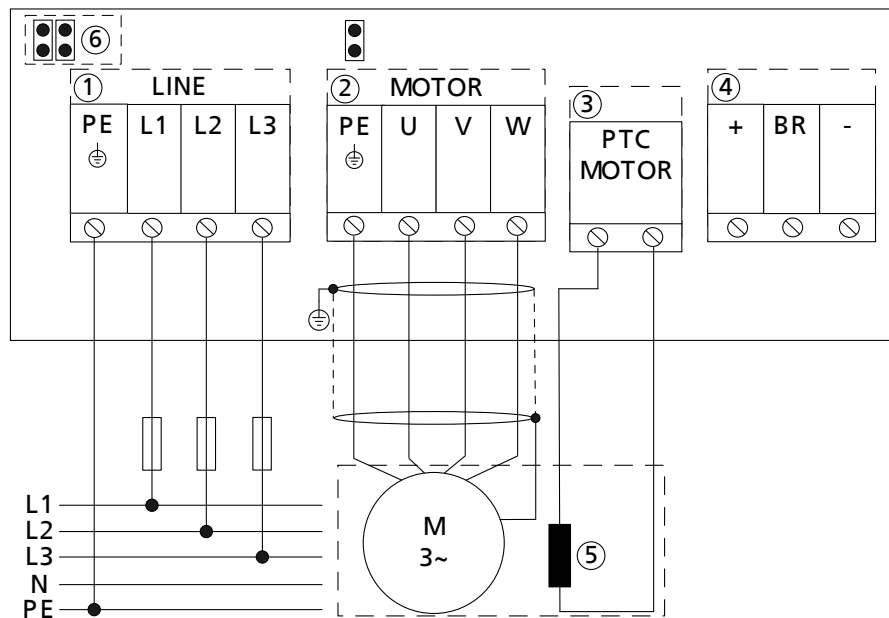 ⑥
① LINE
PE L1 L2 L3
② MOTOR
PE U V W
③
PTC
MOTOR
④
+ BR -
L1
L2
L3
N
PE
M
3~
⑤